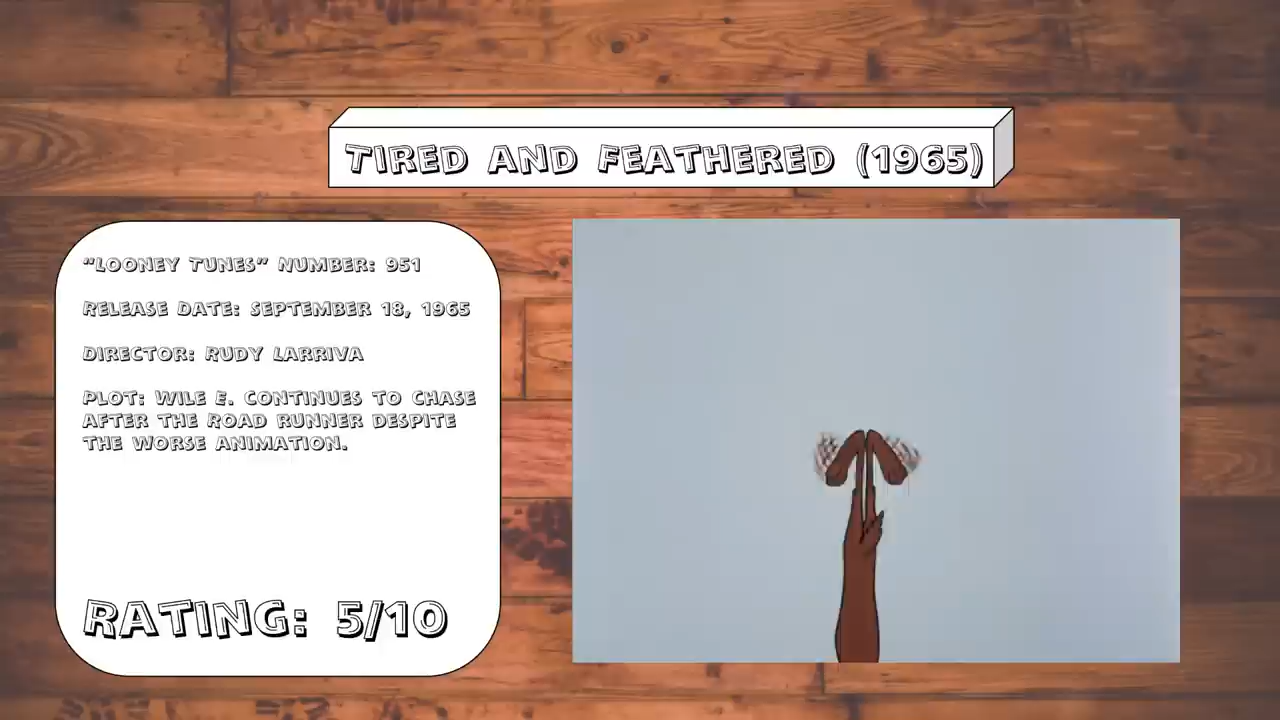 TIRED AND FEATHERED (1965)
"LOONEY TUNES" NUMBER: 951
RELEASE DATE: SEPTEMBER 18, 1965
DIRECTOR: RUDY LARRIVA
PLOT: WILE E. CONTINUES TO CHASE
AFTER THE ROAD RUNNER DESPITE
THE WORSE ANIMATION.
RATING: 5/10